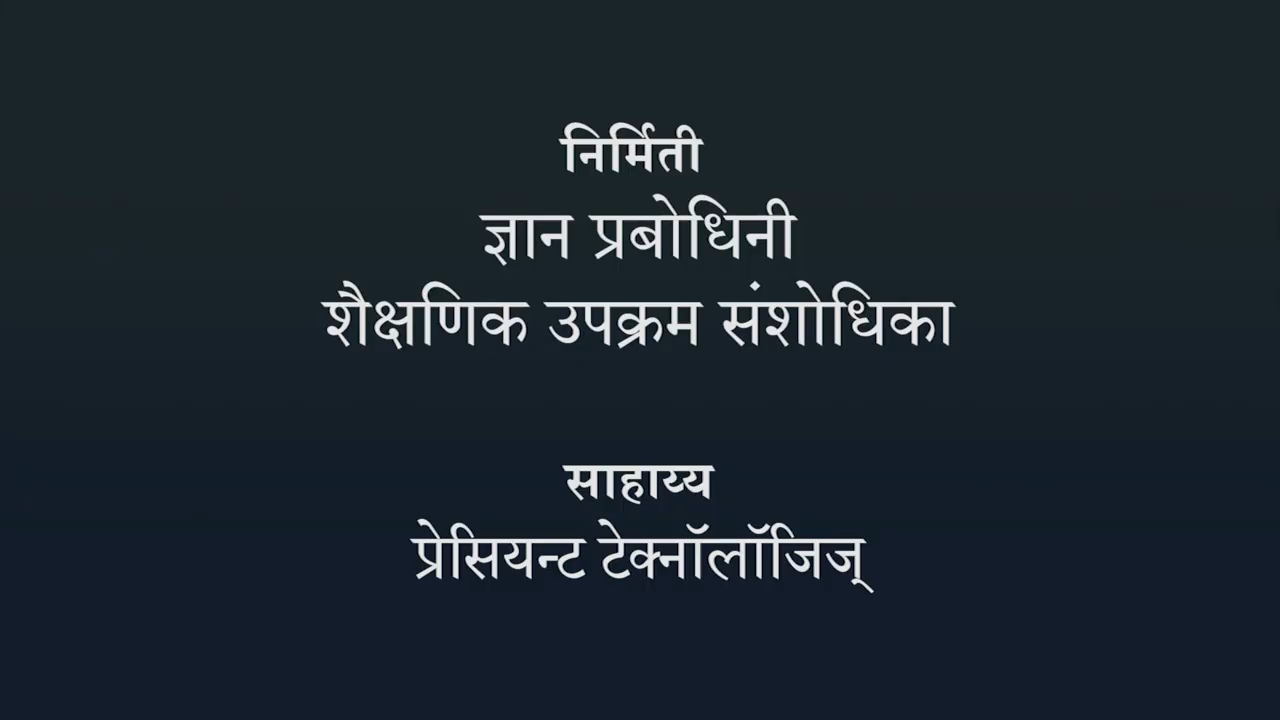 निर्मिती
ज्ञान प्रबोधिनी
शैक्षणिक उपक्रम संशोधिका
साहाय्य
प्रेसियन्ट टेक्नॉलॉजिज्